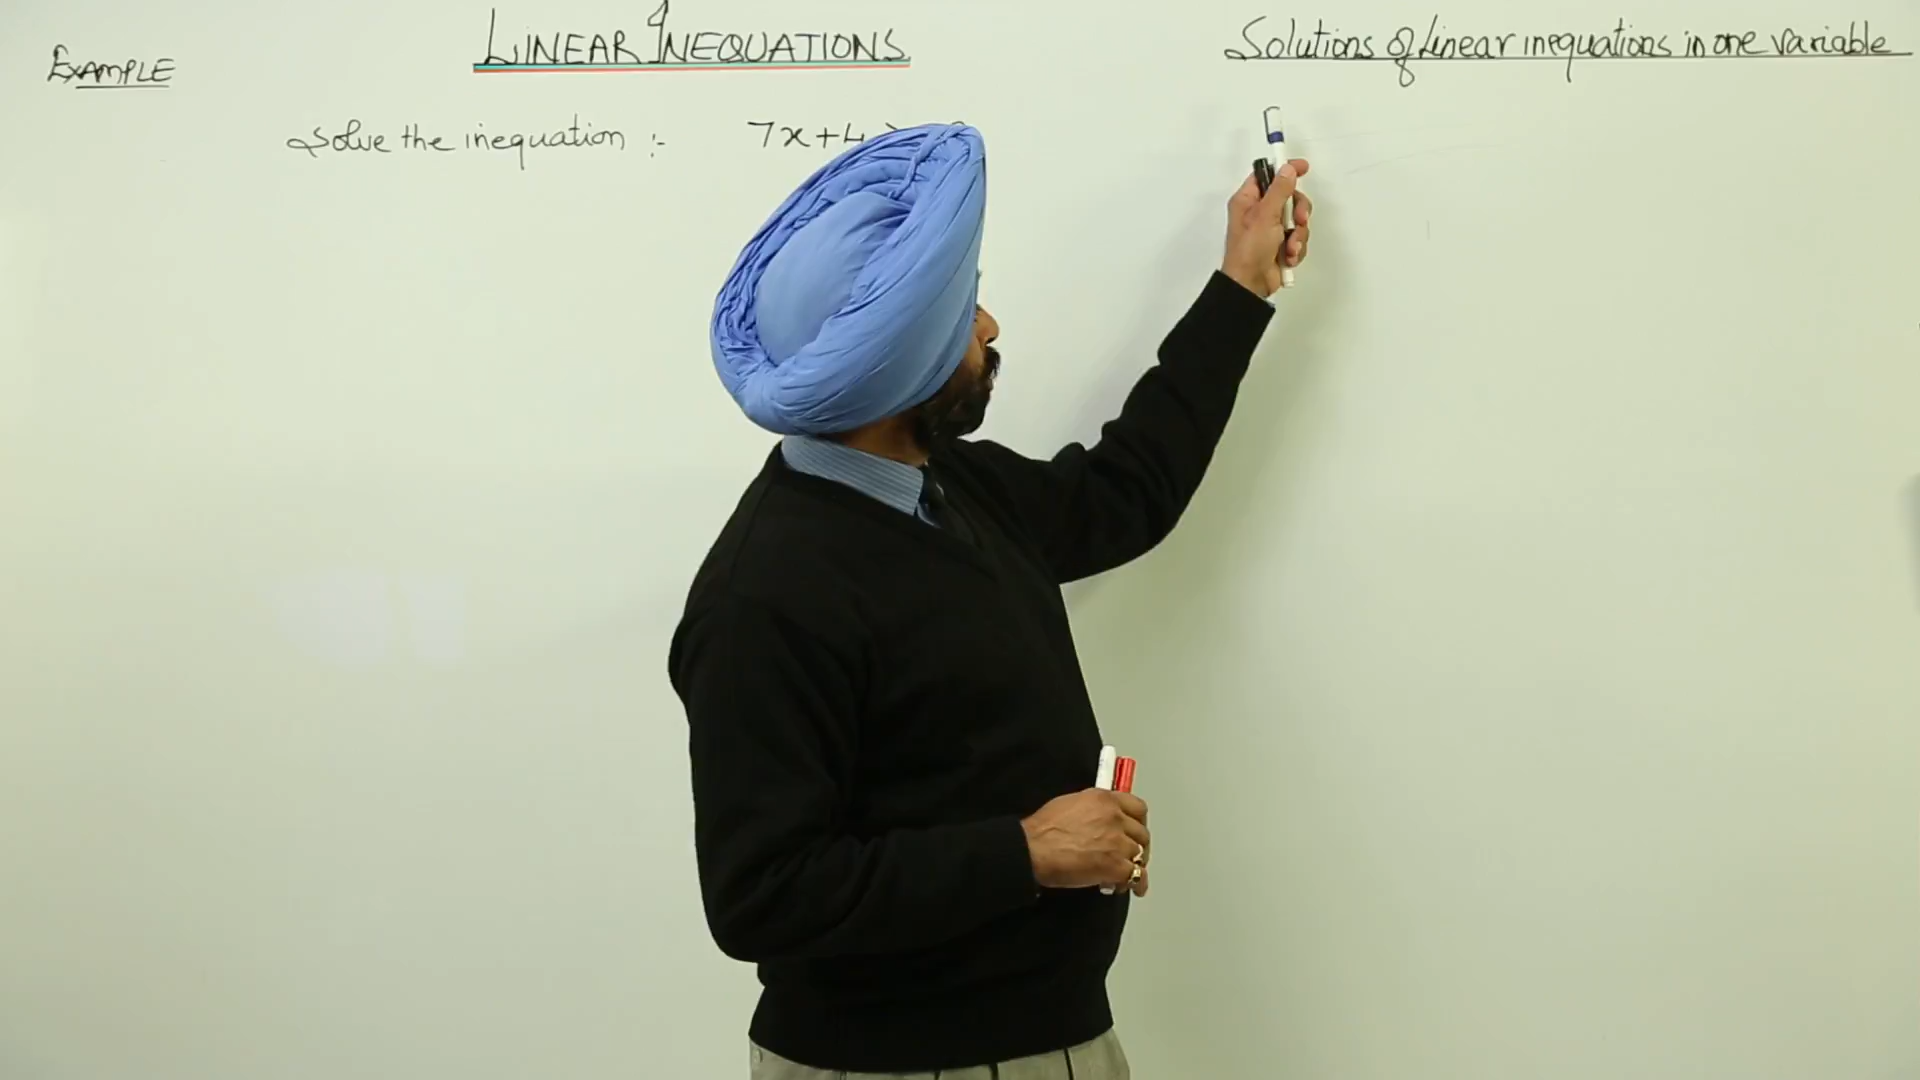 LINEAR INEQUATIONS
Solutions of linear inequations in one variable
EXAMPLE
Solve the inequation :- 7x+4